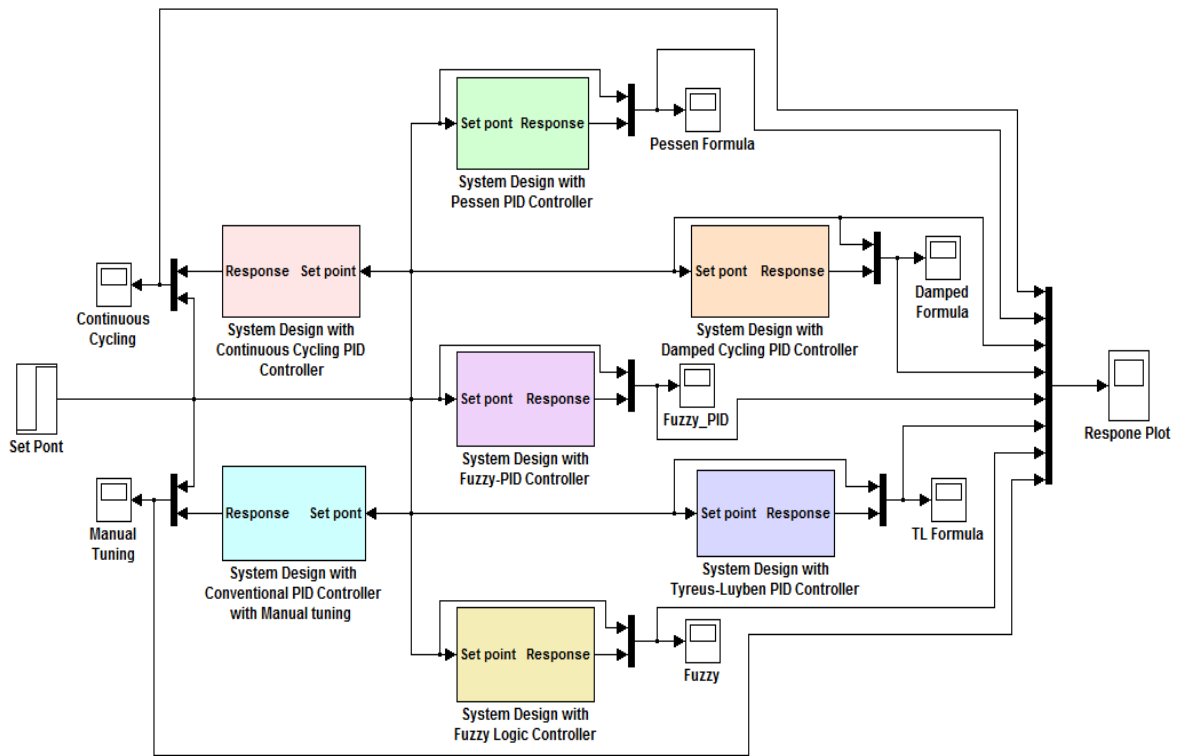 Set pont Response
Pessen Formula
System Design with
Pessen PID Controller
Response Set point
Set pont Response
Continuous
Cycling
System Design with
Continuous Cycling PID
Controller
System Design with
Damped Cycling PID Controller
Damped
Formula
Set Pont
Set pont Response
Fuzzy_PID
Respone Plot
System Design with
Fuzzy-PID Controller
Manual
Tuning
Response Set pont
Set point Response
TL Formula
System Design with
Conventional PID Controller
with Manual tuning
System Design with
Tyreus-Luyben PID Controller
Set point Response
Fuzzy
System Design with
Fuzzy Logic Controller